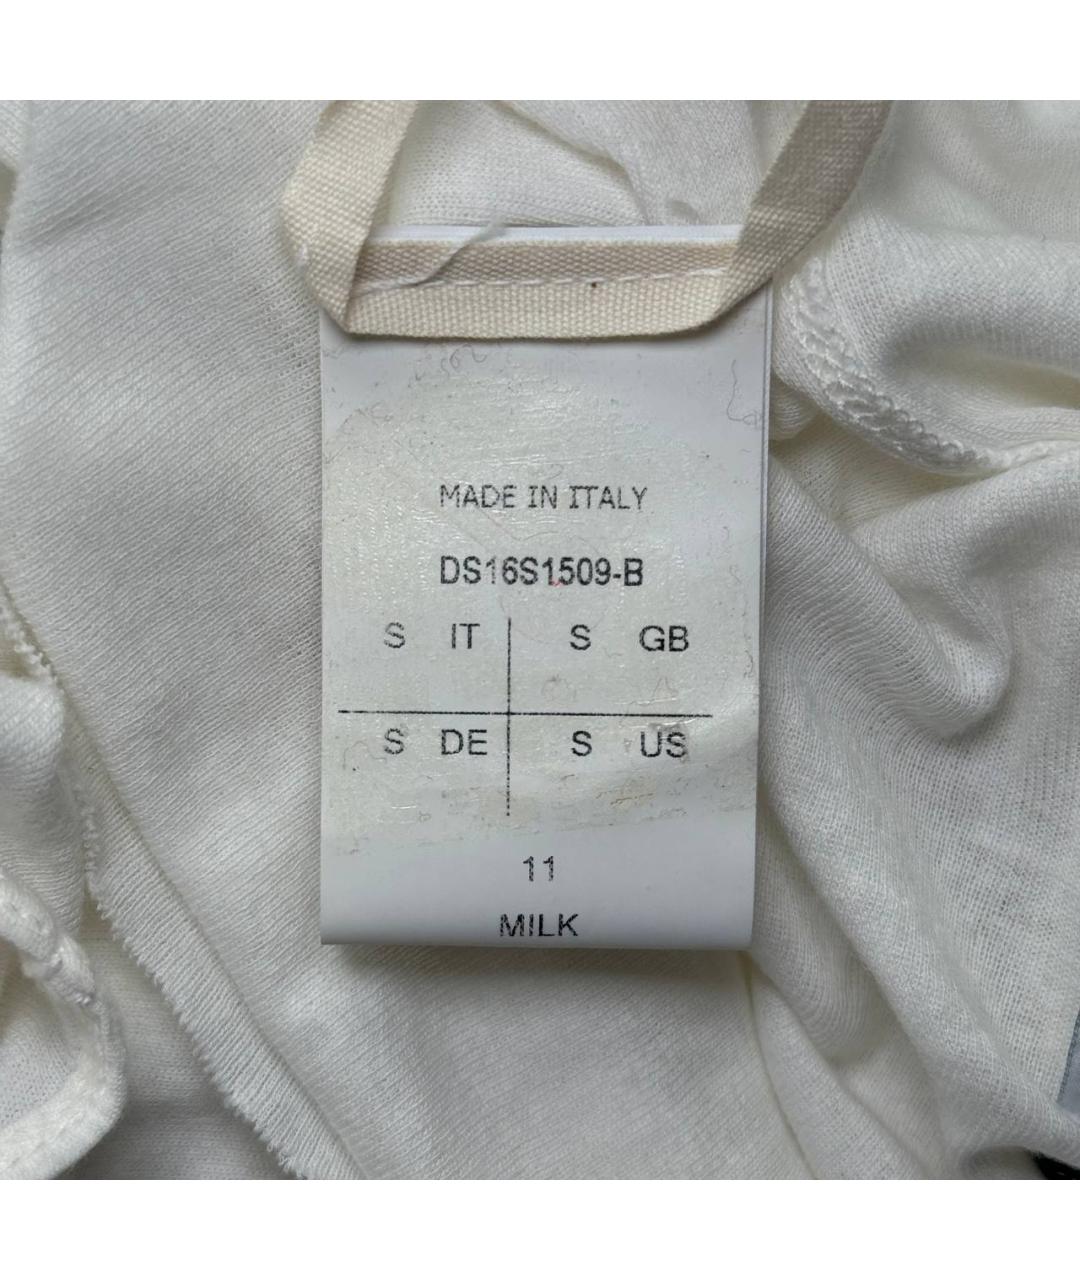 MADE IN ITALY
DS16S1509-B
S IT S GB
S DE S US
11
MILK